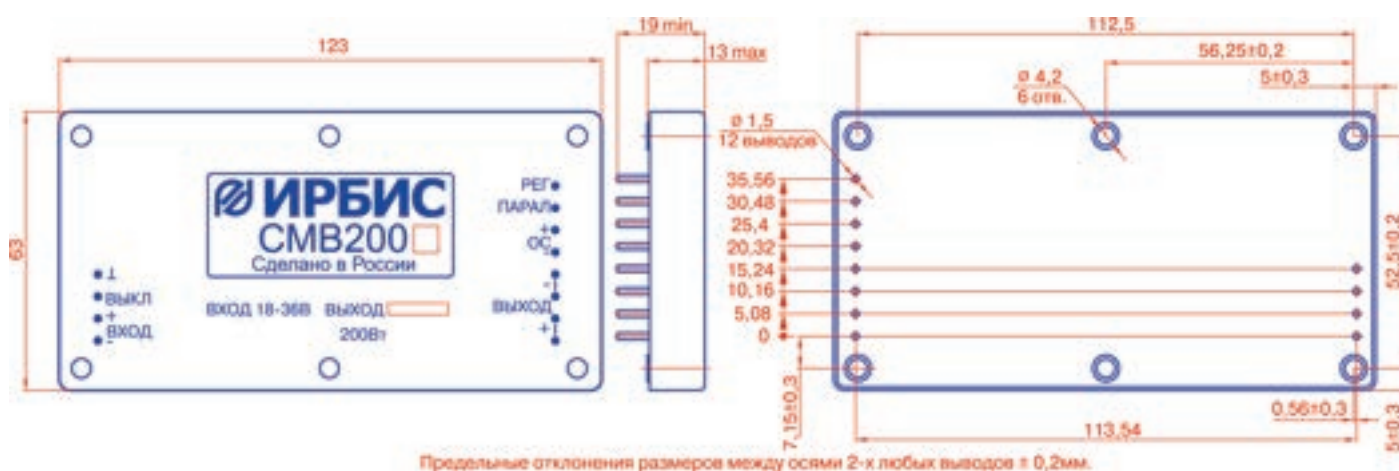 123
63
ИРБИС
СМВ200
Сделано в России
ВХОД 18-36В ВЫХОД
200Вт
⊥
ВЫКЛ
+
ВХОД
-
РЕГ
ПАРАЛ
+
ОС
-
-
ВЫХОД
+
19 min
13 max
112,5
56,25±0,2
5±0,3
ø 4,2
6 отв.
ø 1,5
12 выводов
35,56
30,48
25,4
20,32
15,24
10,16
5,08
0
7,15±0,3
52,5±0,2
0,56±0,3
5±0,3
113,54
Предельные отклонения размеров между осями 2-х любых выводов ± 0,2мм.